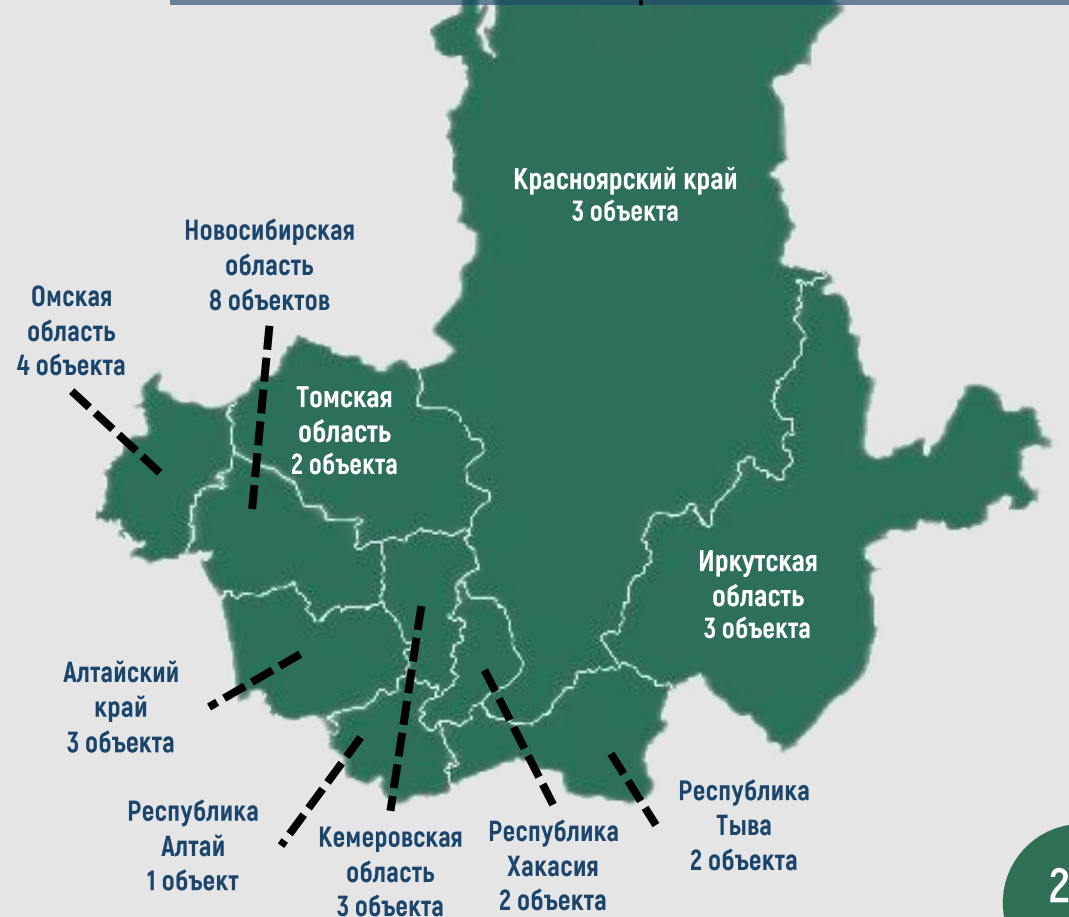 Красноярский край
3 объекта
Новосибирская
область
8 объектов
Омская
область
4 объекта
Томская
область
2 объекта
Иркутская
область
3 объекта
Алтайский
край
3 объекта
Республика
Алтай
1 объект
Кемеровская
область
3 объекта
Республика
Хакасия
2 объекта
Республика
Тыва
2 объекта
2